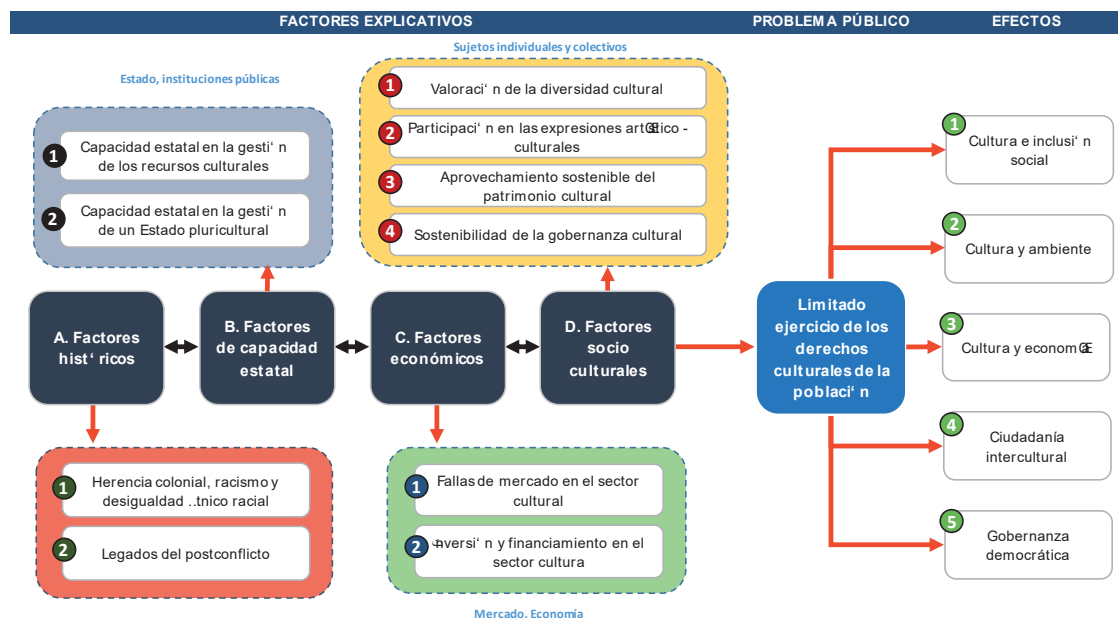 FACTORES EXPLICATIVOS
PROBLEMA PÚBLICO
EFECTOS
Sujetos individuales y colectivos
Estado, instituciones públicas
1
Capacidad estatal en la gesti‘ n
de los recursos culturales
2
Capacidad estatal en la gesti‘ n
de un Estado pluricultural
1
Valoraci‘ n de la diversidad cultural
2
Participaci‘ n en las expresiones artŒtico -
culturales
3
Aprovechamiento sostenible del
patrimonio cultural
4
Sostenibilidad de la gobernanza cultural
A. Factores
hist‘ ricos
B. Factores
de capacidad
estatal
C. Factores
económicos
D. Factores
socio
culturales
Limitado
ejercicio de los
derechos
culturales de la
poblaci‘ n
1
Herencia colonial, racismo y
desigualdad ..tnico racial
2
Legados del postconflicto
1
Fallas de mercado en el sector
cultural
2
nversi‘ n y financiamiento en el
sector cultura
Mercado, Economía
1
Cultura e inclusi‘ n
social
2
Cultura y ambiente
3
Cultura y economŒ
4
Ciudadanía
intercultural
5
Gobernanza
democrática